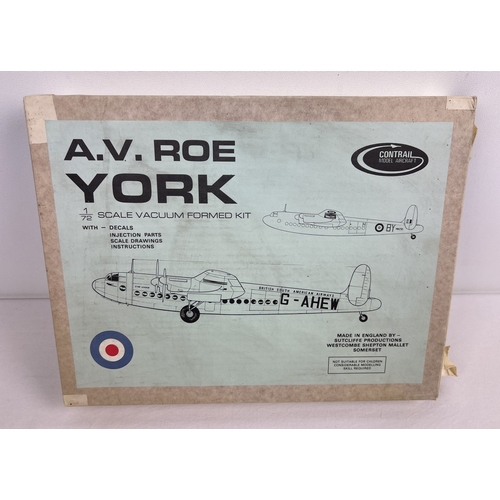 A.V. ROE
YORK
1/72 SCALE VACUUM FORMED KIT
WITH — DECALS
INJECTION PARTS
SCALE DRAWINGS
INSTRUCTIONS
CONTRAIL
MODEL AIRCRAFT
BY
BRITISH SOUTH AMERICAN AIRWAYS
G-AHEW
MADE IN ENGLAND BY —
SUTCLIFFE PRODUCTIONS
WESTCOMBE SHEPTON MALLET
SOMERSET
NOT SUITABLE FOR CHILDREN
CONSIDERABLE MODELLING
SKILL REQUIRED